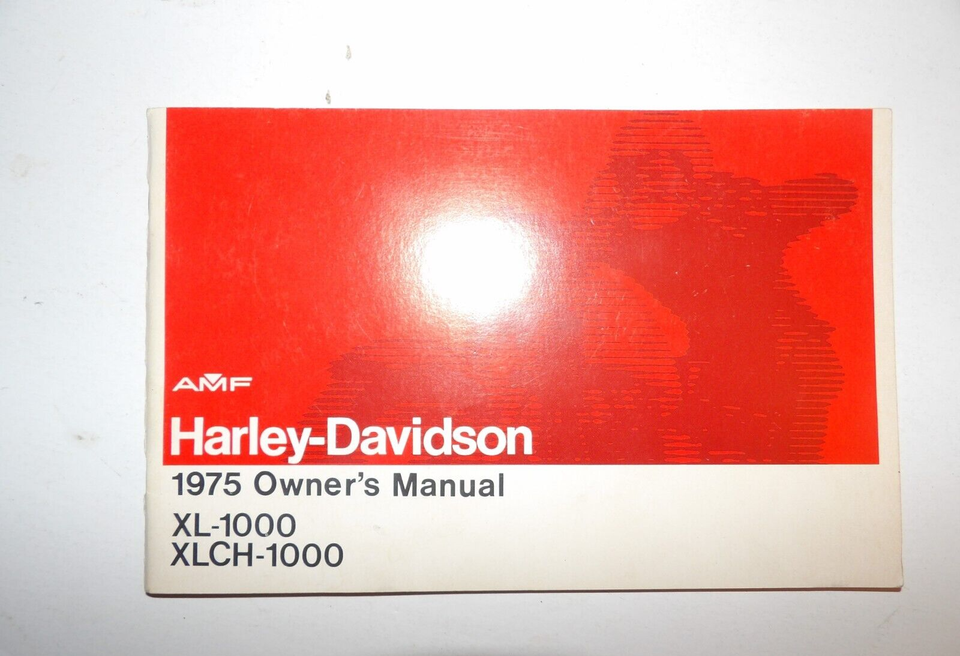 AMF
Harley-Davidson
1975 Owner's Manual
XL-1000
XLCH-1000